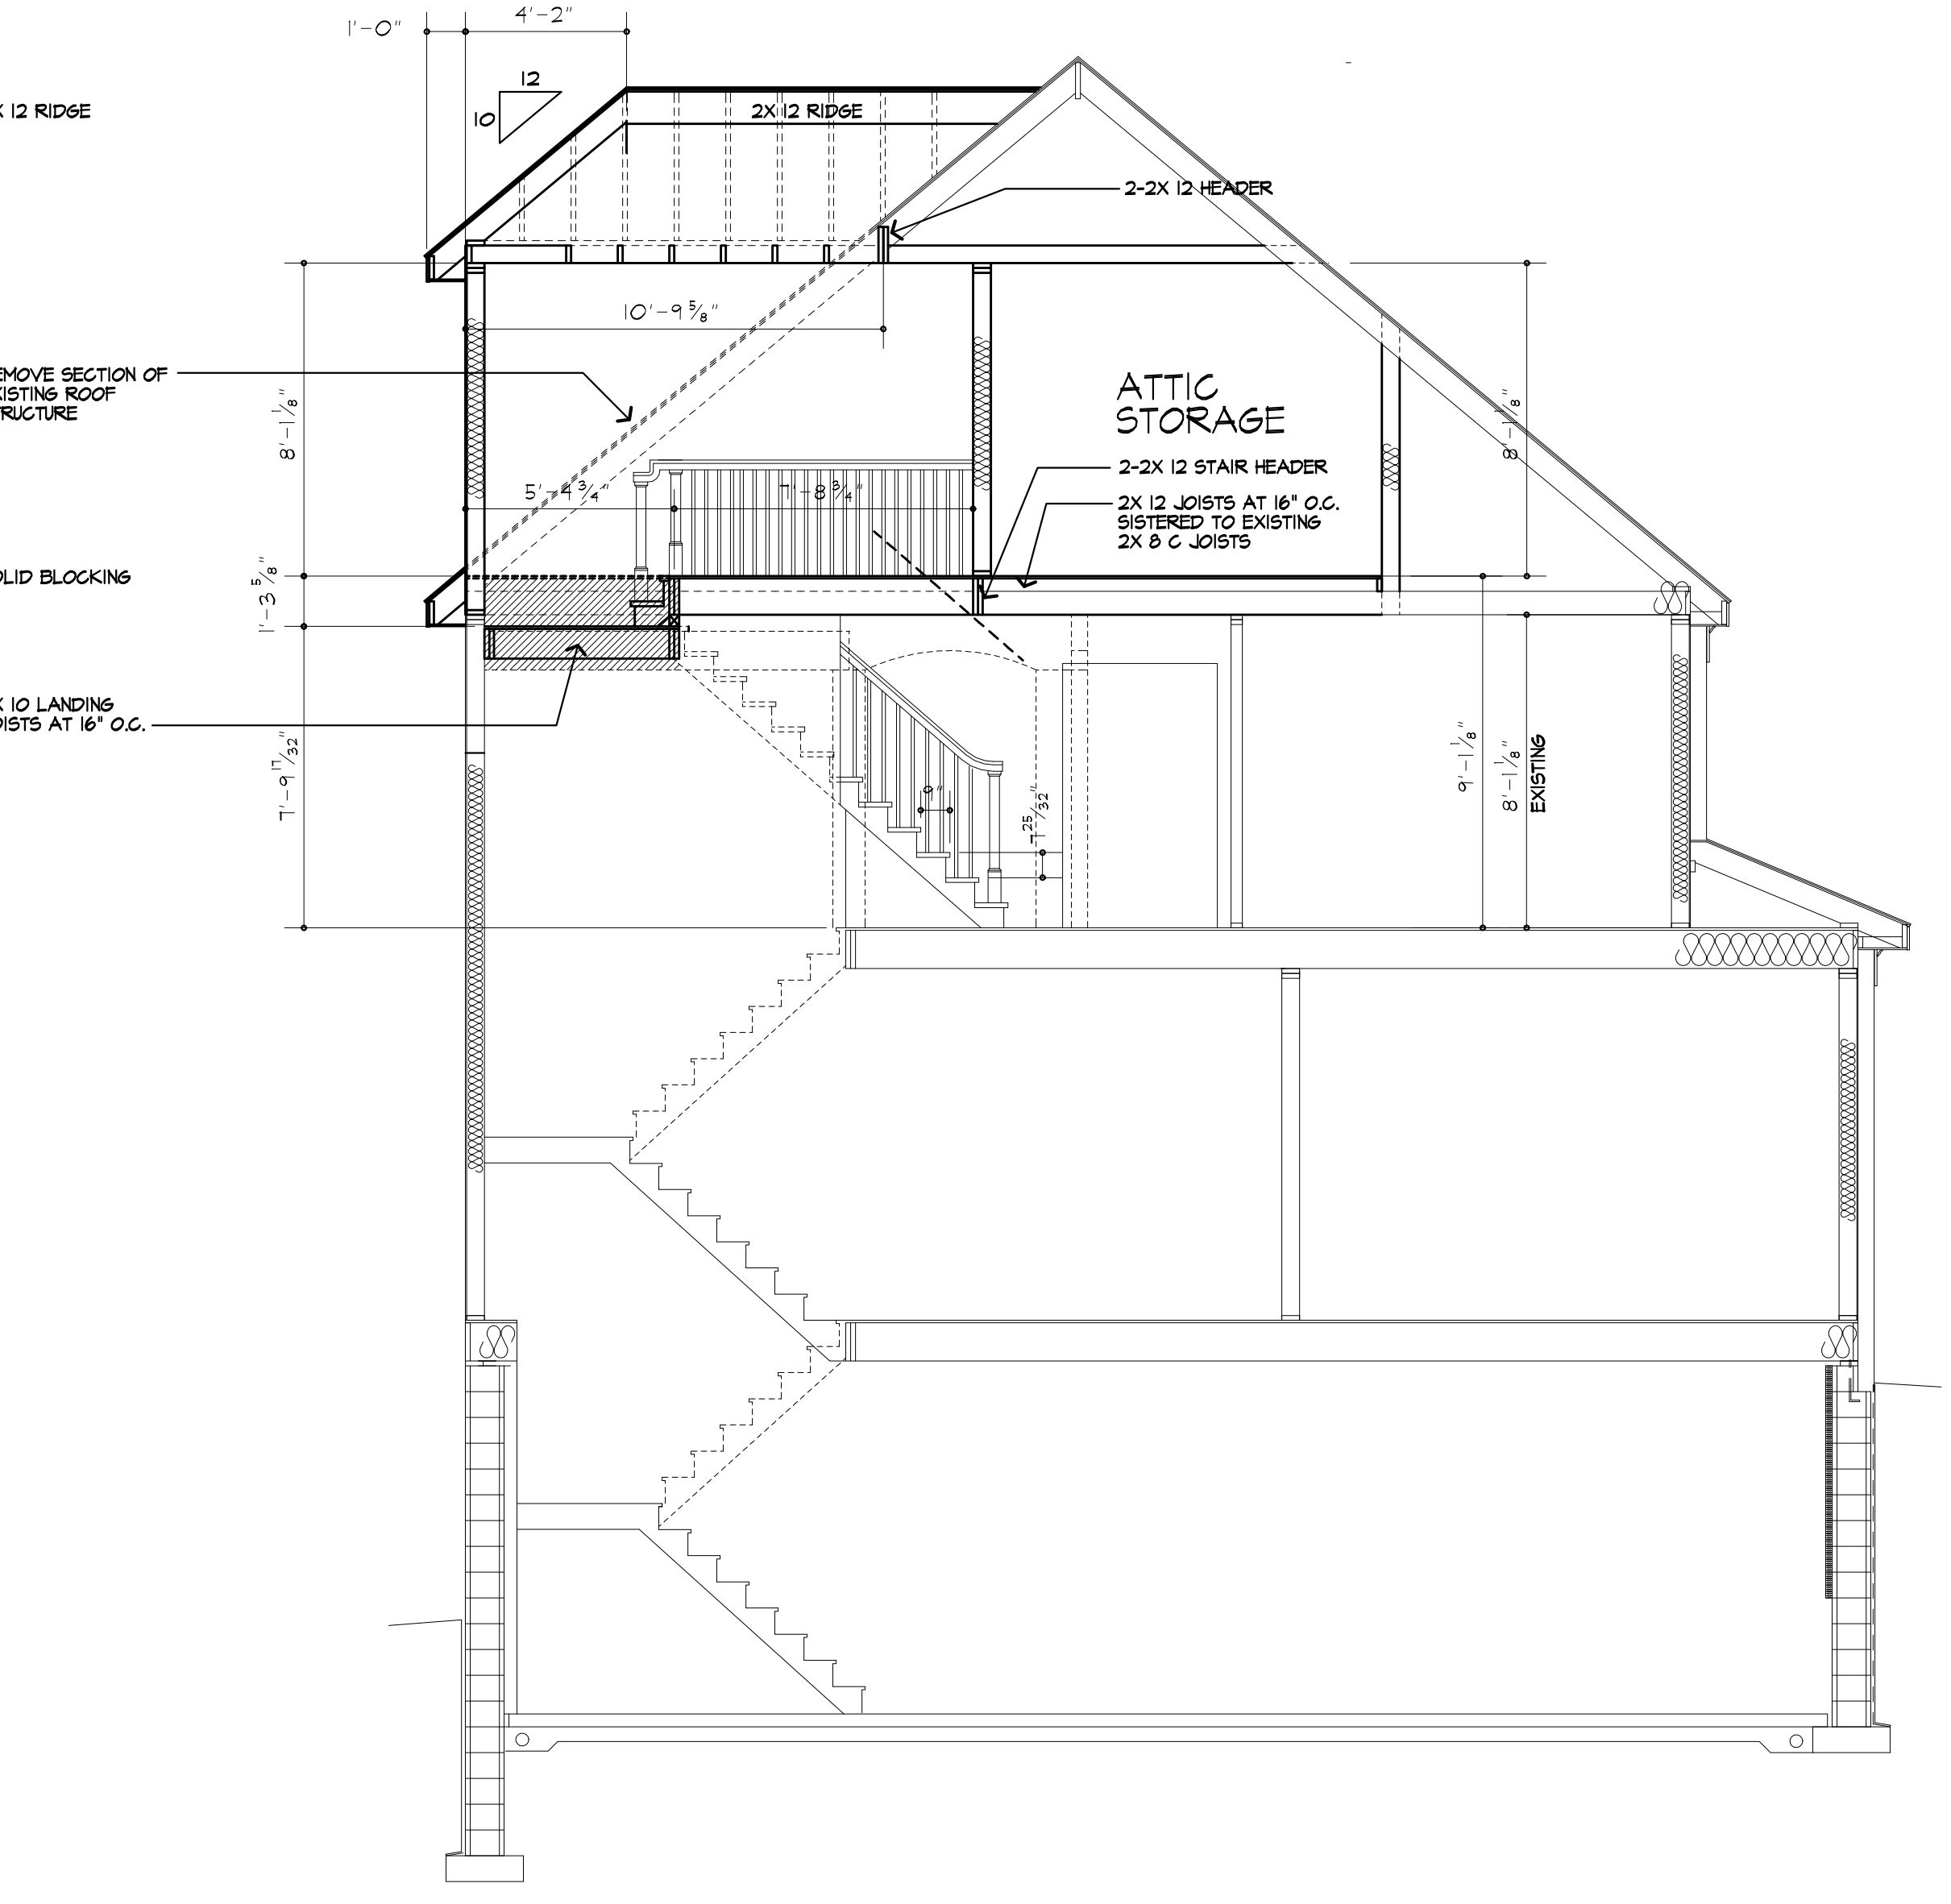 1'-0"
4'-2"
12
10
X 12 RIDGE
2X 12 RIDGE
2-2X 12 HEADER
10'-9 5/8"
EMOVE SECTION OF
XISTING ROOF
TRUCTURE
8'-1 1/8"
8'-1 1/8"
ATTIC
STORAGE
2-2X 12 STAIR HEADER
5'-4 3/4"
7'-8 3/4"
2X 12 JOISTS AT 16" O.C.
SISTERED TO EXISTING
2X 8 C JOISTS
OLID BLOCKING
1'-3 5/8"
X 10 LANDING
OISTS AT 16" O.C.
7'-9 17/32"
9"
7 25/32"
9'-1 1/8"
8'-1 1/8"
EXISTING